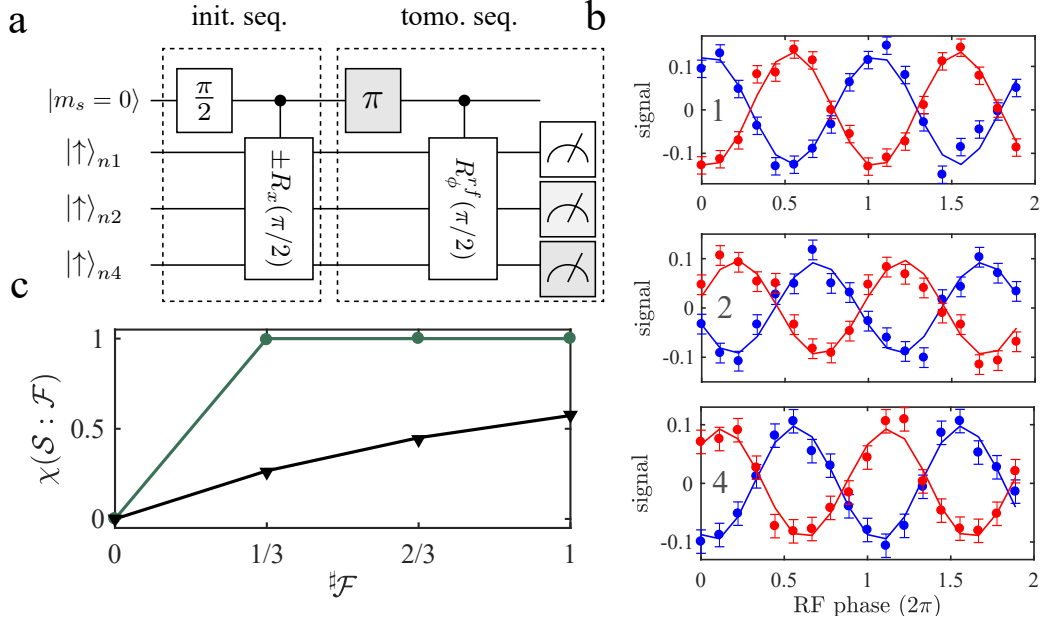 a
init. seq.
tomo. seq.
|m_s = 0⟩
π/2
π
|↑⟩_{n1}
|↑⟩_{n2}
|↑⟩_{n4}
±R_x(π/2)
R_ϕ^{rf}(π/2)
c
1
0.5
0
χ(𝒮 : ℱ)
0
1/3
2/3
1
♯ℱ
b
0.1
0
-0.1
signal
1
0
0.5
1
1.5
2
0.1
0
-0.1
signal
2
0
0.5
1
1.5
2
0.1
0
-0.1
signal
4
0
0.5
1
1.5
2
RF phase (2π)